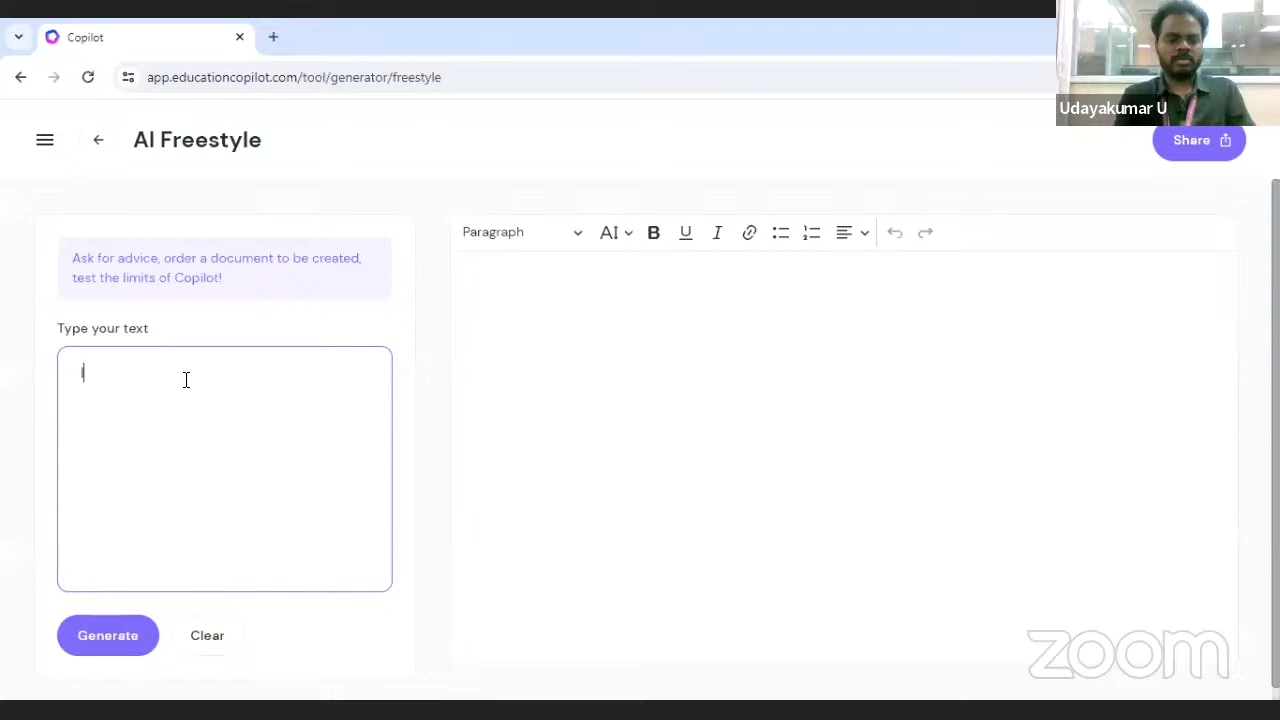 Copilot
app.educationcopilot.com/tool/generator/freestyle
Udayakumar U
AI Freestyle
Share
Ask for advice, order a document to be created,
test the limits of Copilot!
Paragraph
AI
B
U
I
Type your text
I
Generate
Clear
zoom